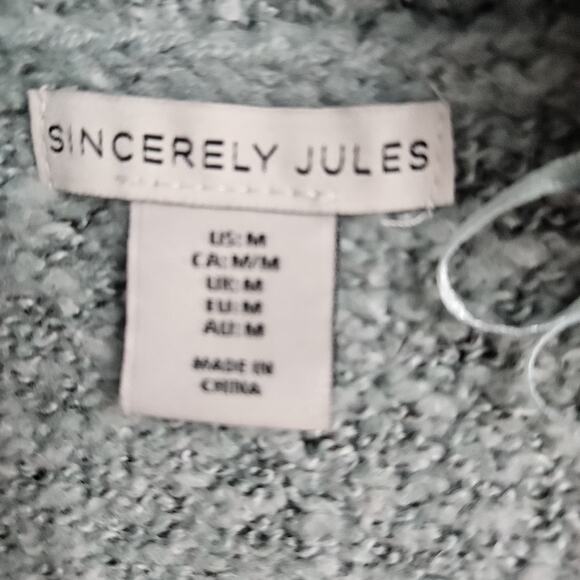 SINCERELY JULES
US: M
CA: M/M
UK: M
EU: M
AU: M
MADE IN
CHINA